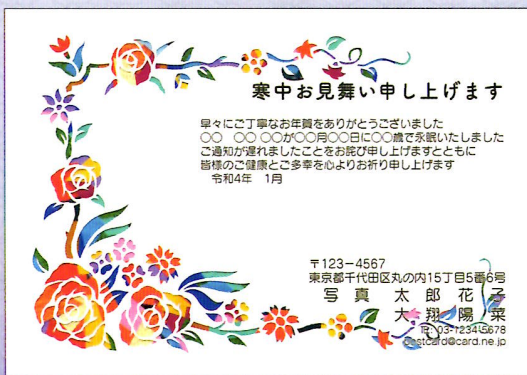 寒中お見舞い申し上げます
早々にご丁寧なお年賀をありがとうございました
○○　○○ ○○が○○月○○日に○○歳で永眠いたしました
ご通知が遅れましたことをお詫び申し上げますとともに
皆様のご健康とご多幸を心よりお祈り申し上げます
令和4年　1月
〒123-4567
東京都千代田区丸の内15丁目5番6号
写真太郎花子
大翔陽菜
TEL 03-1234-5678
postcard@card.ne.jp